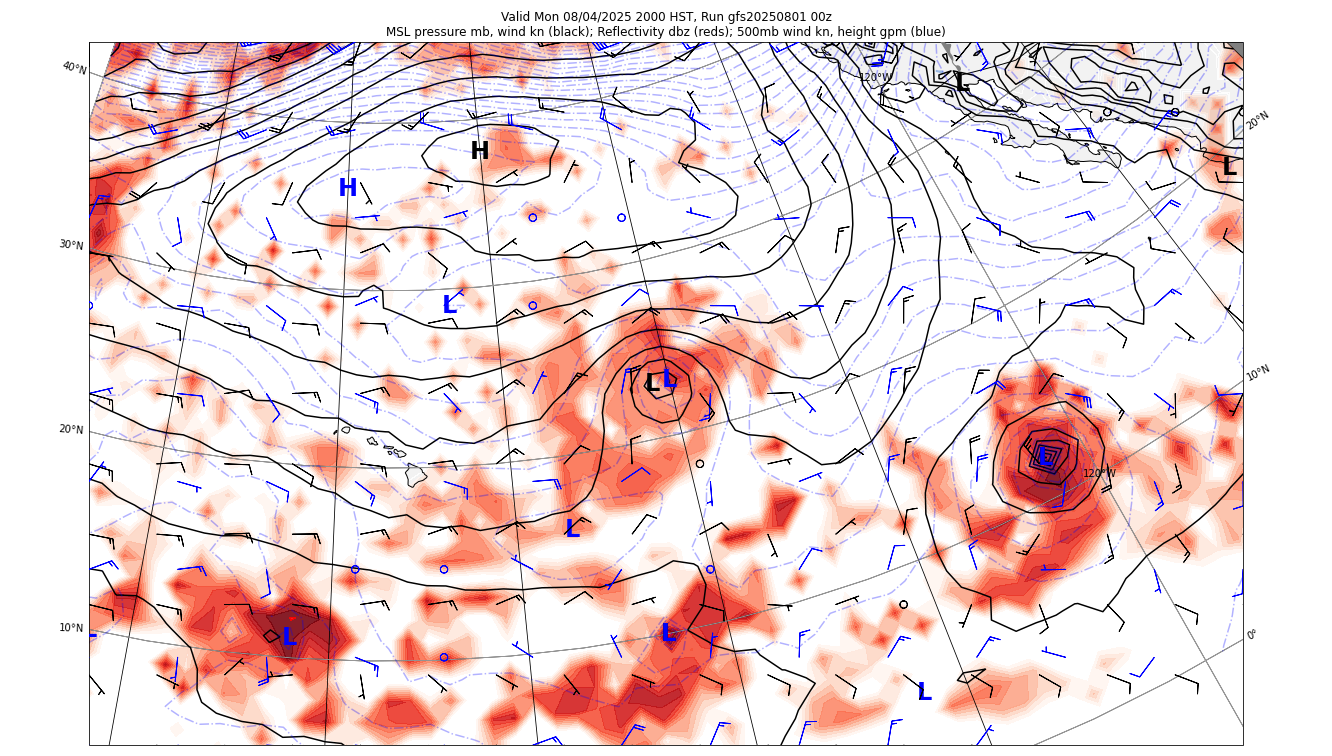 Valid Mon 08/04/2025 2000 HST, Run gfs20250801 00z
MSL pressure mb, wind kn (black); Reflectivity dbz (reds); 500mb wind kn, height gpm (blue)
40°N
120°W
L
20°N
H
L
H
30°N
L
10°N
L L
20°N
L
120°W
L
10°N
L
L
0°
L